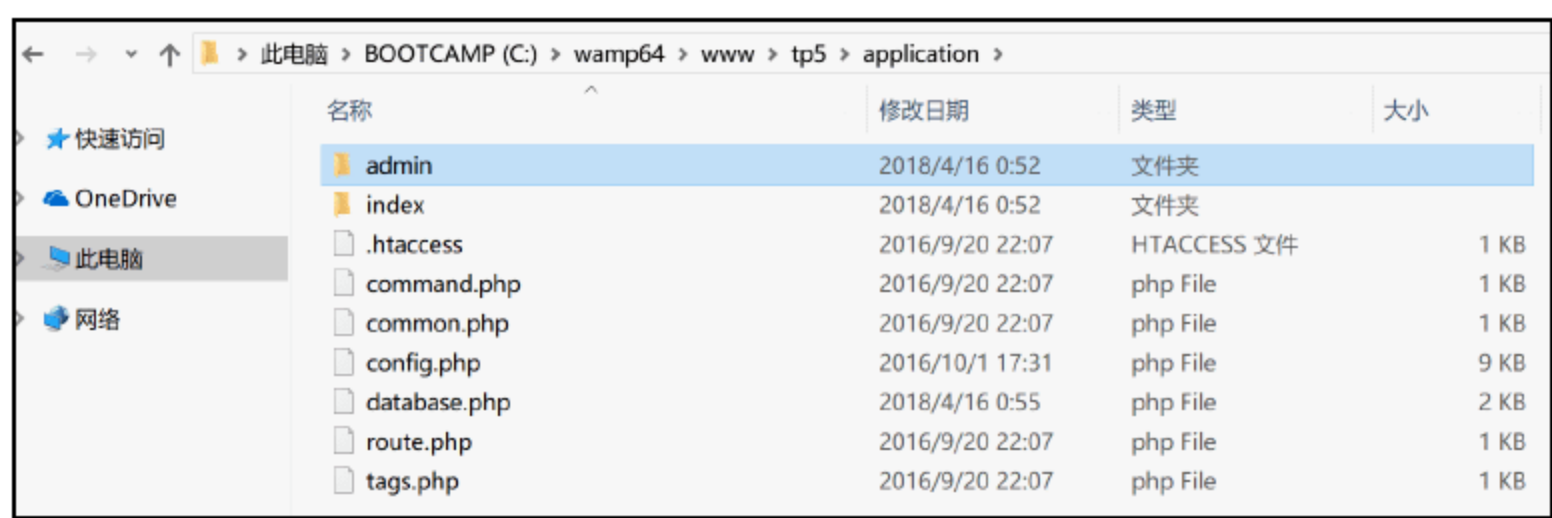 此电脑 > BOOTCAMP (C:) > wamp64 > www > tp5 > application >
快速访问
OneDrive
此电脑
网络
名称 修改日期 类型 大小
admin 2018/4/16 0:52 文件夹
index 2018/4/16 0:52 文件夹
.htaccess 2016/9/20 22:07 HTACCESS 文件 1 KB
command.php 2016/9/20 22:07 php File 1 KB
common.php 2016/9/20 22:07 php File 1 KB
config.php 2016/10/1 17:31 php File 9 KB
database.php 2018/4/16 0:55 php File 2 KB
route.php 2016/9/20 22:07 php File 1 KB
tags.php 2016/9/20 22:07 php File 1 KB